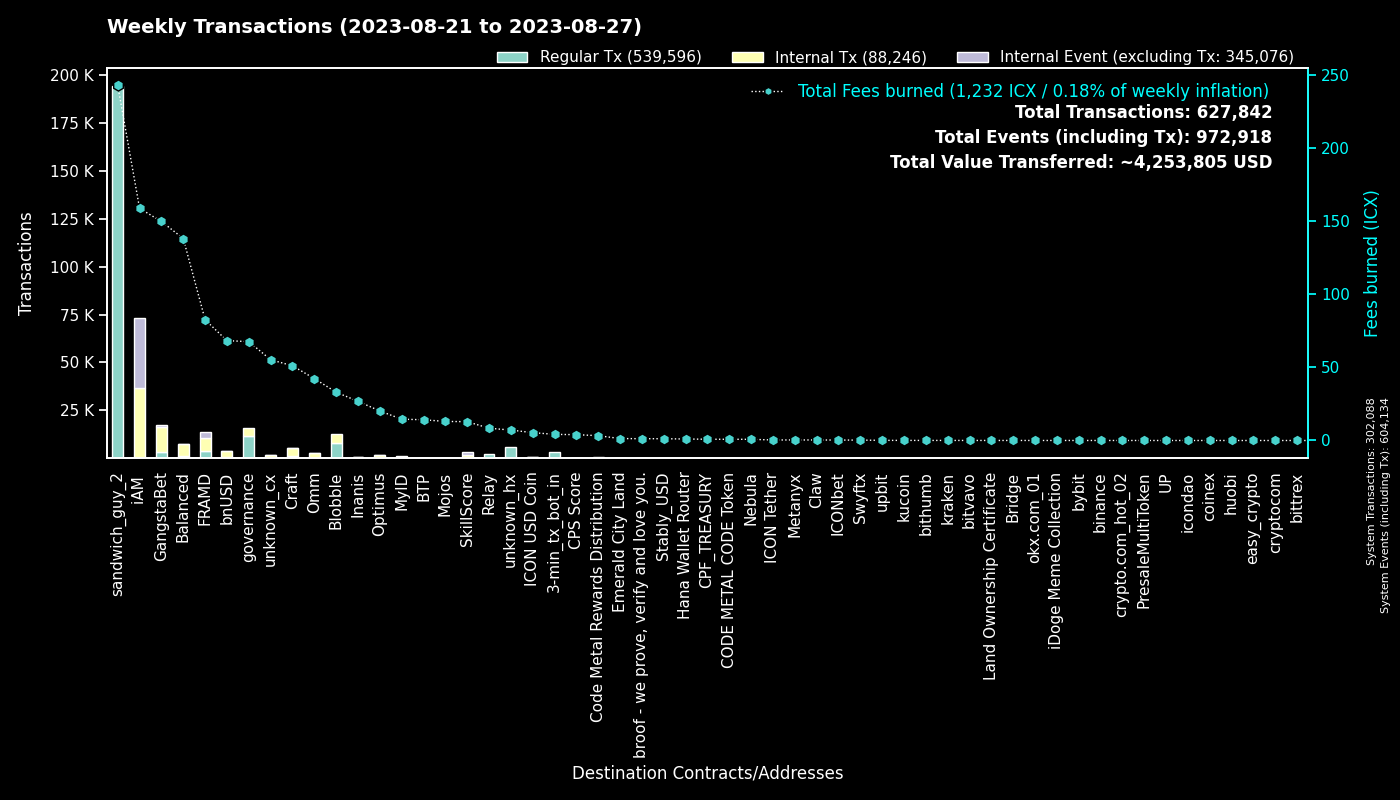 Weekly Transactions (2023-08-21 to 2023-08-27)
Regular Tx (539,596)
Internal Tx (88,246)
Internal Event (excluding Tx: 345,076)
Total Fees burned (1,232 ICX / 0.18% of weekly inflation)
Total Transactions: 627,842
Total Events (including Tx): 972,918
Total Value Transferred: ~4,253,805 USD
Transactions
200 K
175 K
150 K
125 K
100 K
75 K
50 K
25 K
Fees burned (ICX)
250
200
150
100
50
0
sandwich_guy_2
iAM
GangstaBet
Balanced
FRAMD
bnUSD
governance
unknown_cx
Craft
Omm
Blobble
Inanis
Optimus
MyID
BTP
Mojos
SkillScore
Relay
unknown_hx
ICON USD Coin
3-min_tx_bot_in
CPS Score
Code Metal Rewards Distribution
Emerald City Land
broof - we prove, verify and love you.
Stably_USD
Hana Wallet Router
CPF_TREASURY
CODE METAL CODE Token
Nebula
ICON Tether
Metanyx
Claw
ICONbet
Swyftx
upbit
kucoin
bithumb
kraken
bitvavo
Land Ownership Certificate
Bridge
okx.com_01
iDoge Meme Collection
bybit
binance
crypto.com_hot_02
PresaleMultiToken
UP
icondao
coinex
huobi
easy_crypto
cryptocom
bittrex
Destination Contracts/Addresses
System Transactions: 302,088
System Events (including Tx): 604,134